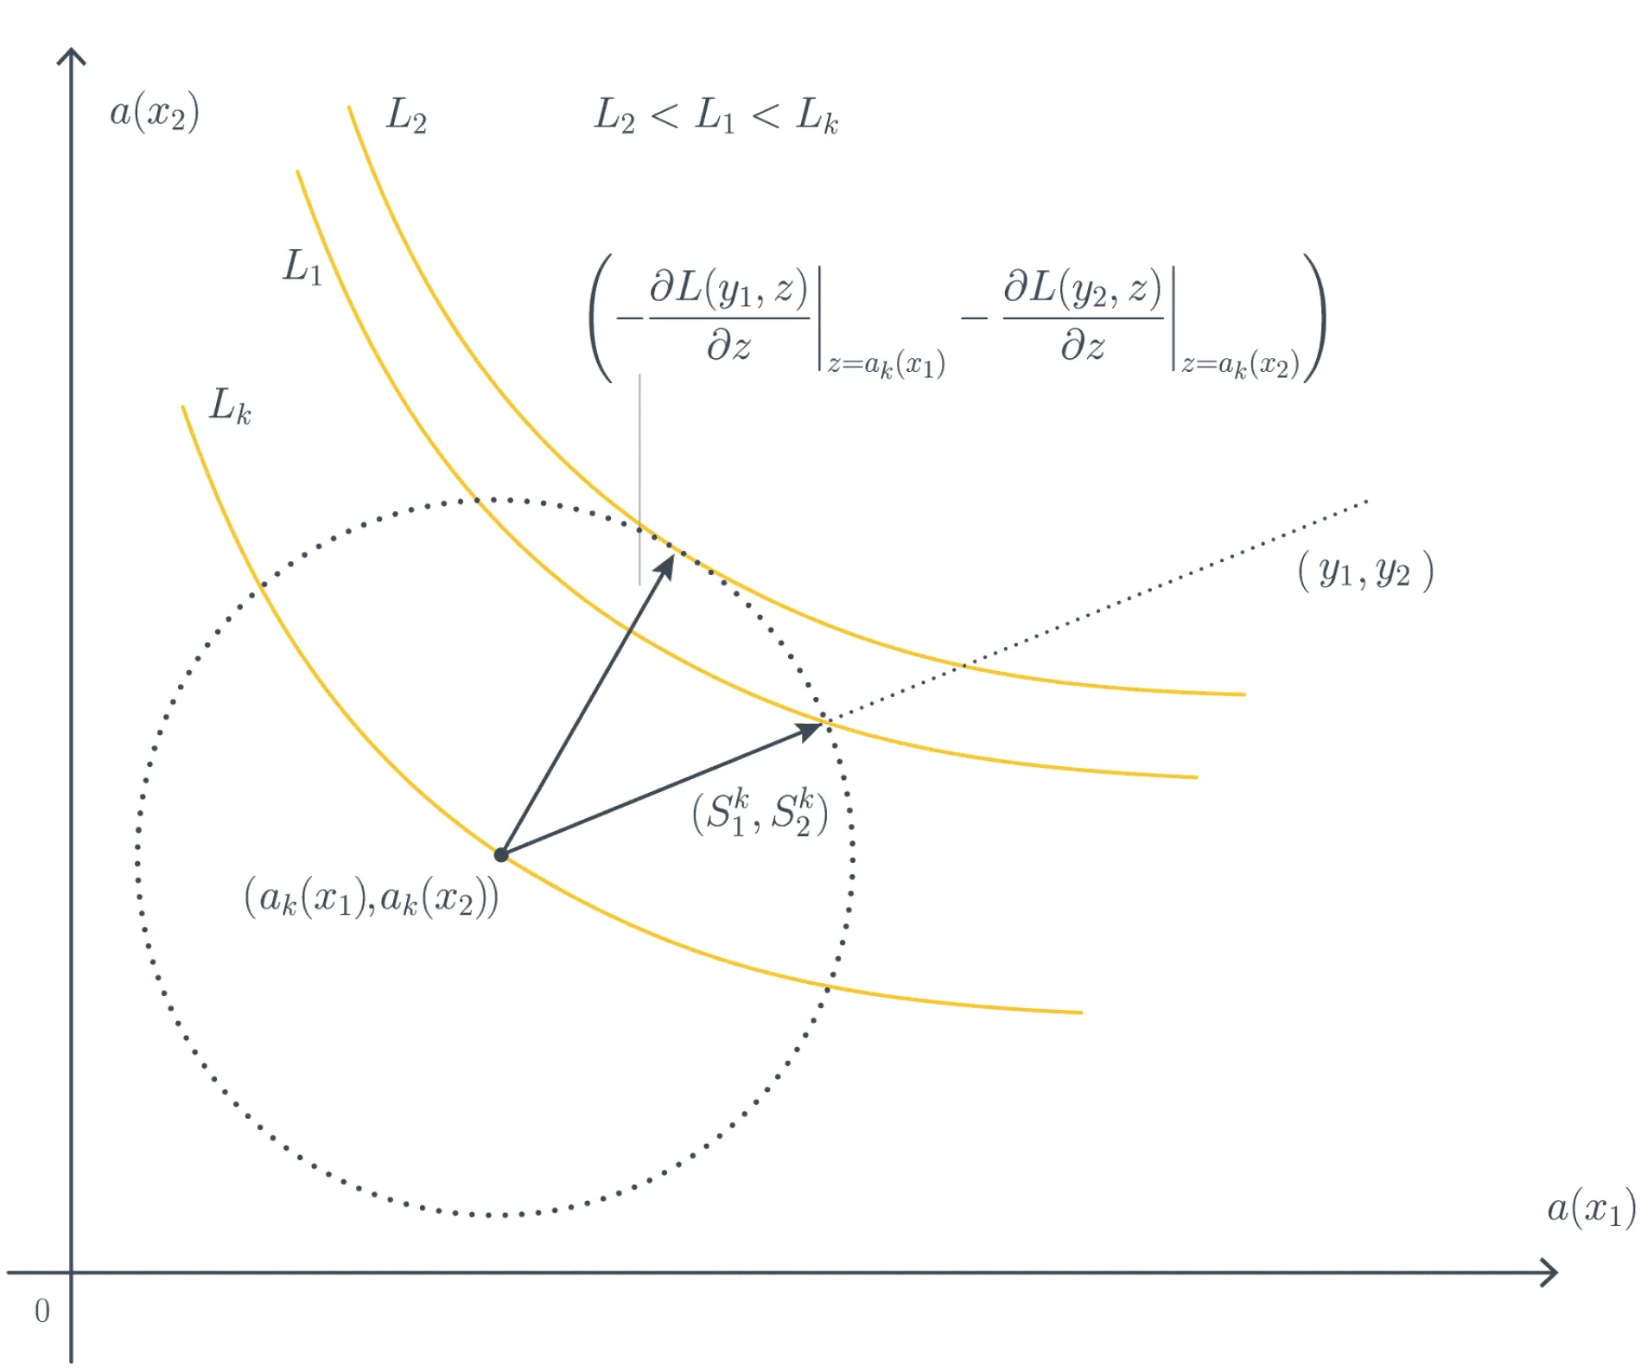 a(x₂)
L₂
L₂ < L₁ < Lₖ
L₁
( −∂L(y₁, z)/∂z |_{z=aₖ(x₁)} − ∂L(y₂, z)/∂z |_{z=aₖ(x₂)} )
Lₖ
( y₁, y₂ )
(S₁ᵏ, S₂ᵏ)
(aₖ(x₁),aₖ(x₂))
a(x₁)
0